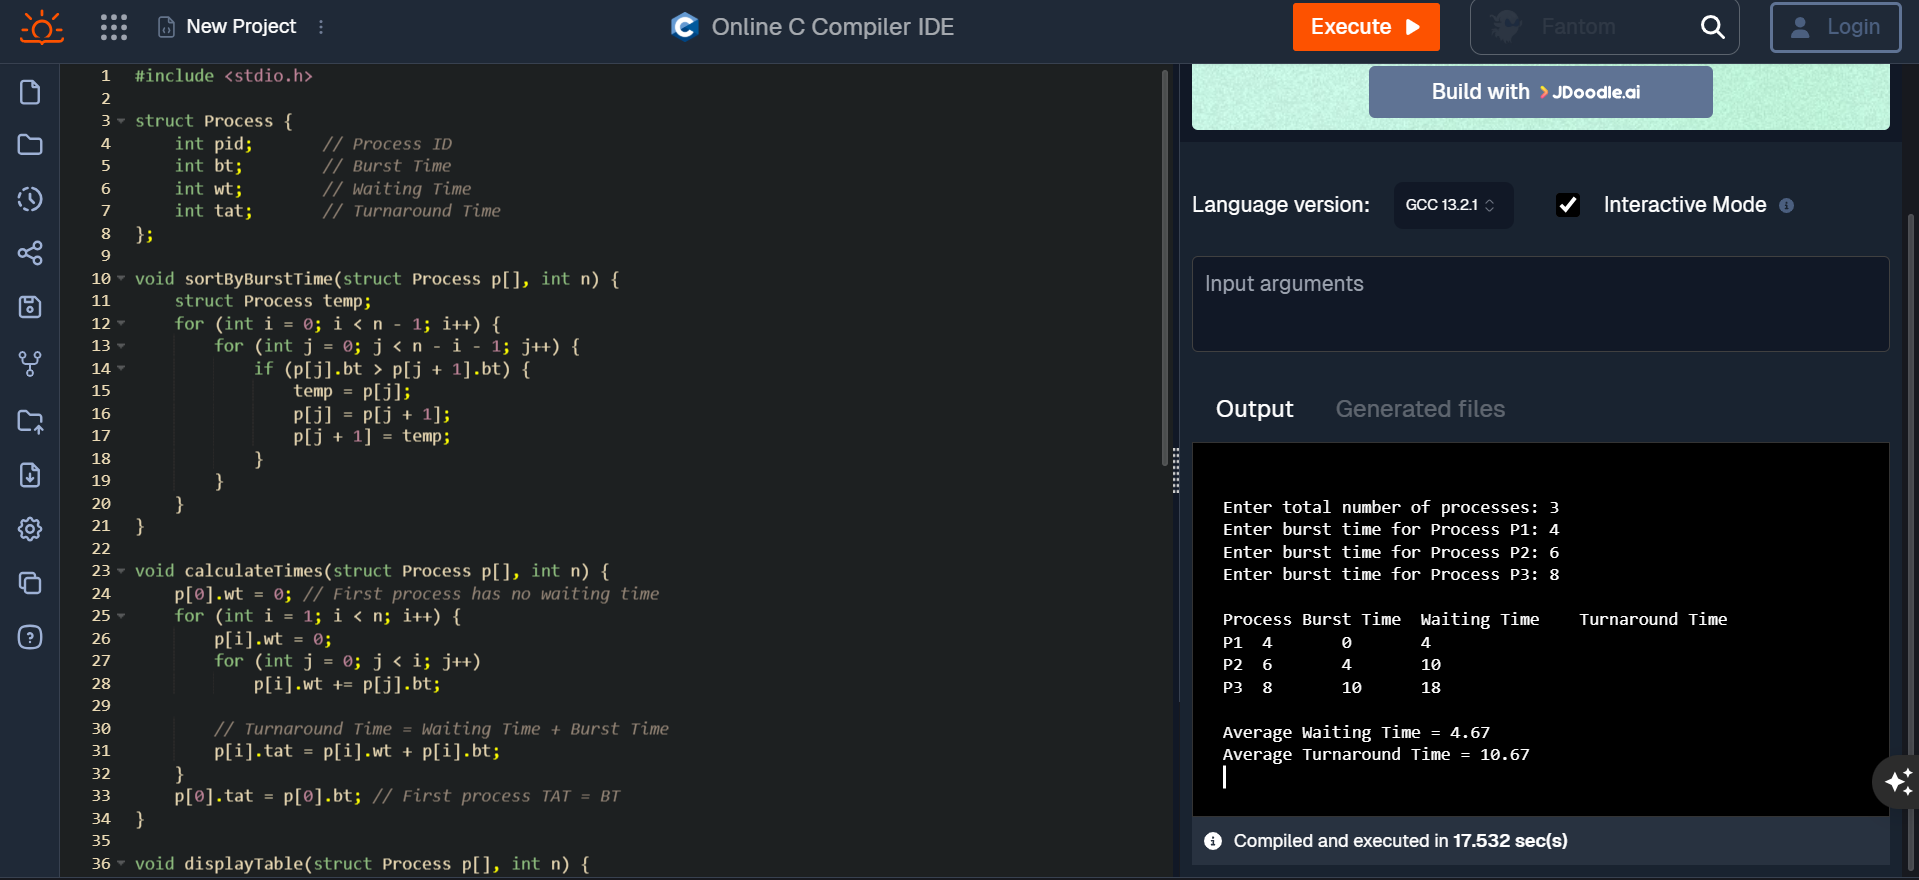 New Project
Online C Compiler IDE
Execute
Fantom
Login
1 #include <stdio.h>
2
3 struct Process {
4     int pid;       // Process ID
5     int bt;        // Burst Time
6     int wt;        // Waiting Time
7     int tat;       // Turnaround Time
8 };
9
10 void sortByBurstTime(struct Process p[], int n) {
11     struct Process temp;
12     for (int i = 0; i < n - 1; i++) {
13         for (int j = 0; j < n - i - 1; j++) {
14             if (p[j].bt > p[j + 1].bt) {
15                 temp = p[j];
16                 p[j] = p[j + 1];
17                 p[j + 1] = temp;
18             }
19         }
20     }
21 }
22
23 void calculateTimes(struct Process p[], int n) {
24     p[0].wt = 0; // First process has no waiting time
25     for (int i = 1; i < n; i++) {
26         p[i].wt = 0;
27         for (int j = 0; j < i; j++)
28             p[i].wt += p[j].bt;
29
30         // Turnaround Time = Waiting Time + Burst Time
31         p[i].tat = p[i].wt + p[i].bt;
32     }
33     p[0].tat = p[0].bt; // First process TAT = BT
34 }
35
36 void displayTable(struct Process p[], int n) {
Build with JDoodle.ai
Language version: GCC 13.2.1 Interactive Mode
Input arguments
Output Generated files
Enter total number of processes: 3
Enter burst time for Process P1: 4
Enter burst time for Process P2: 6
Enter burst time for Process P3: 8
Process Burst Time  Waiting Time    Turnaround Time
P1  4       0       4
P2  6       4       10
P3  8       10      18
Average Waiting Time = 4.67
Average Turnaround Time = 10.67
Compiled and executed in 17.532 sec(s)